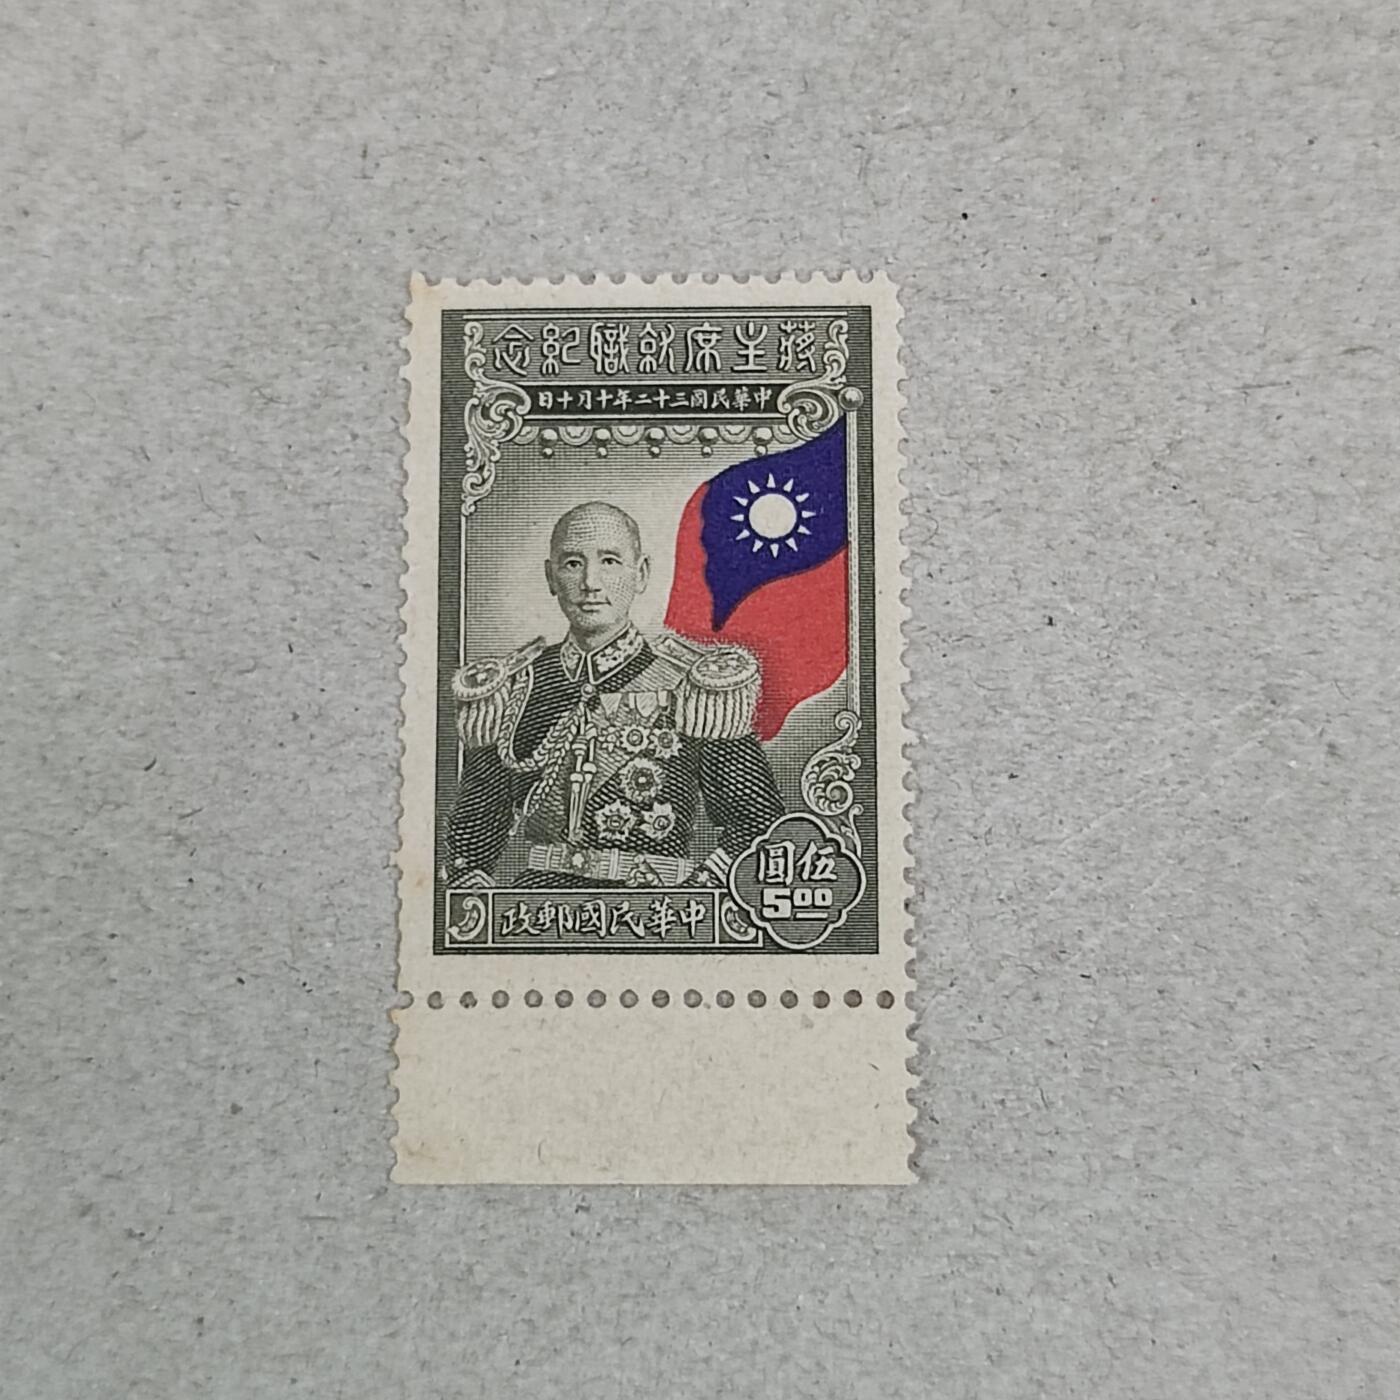 蔣主席就職紀念
中華民國三十二年十月十日
伍圓
5.00
中華民國郵政